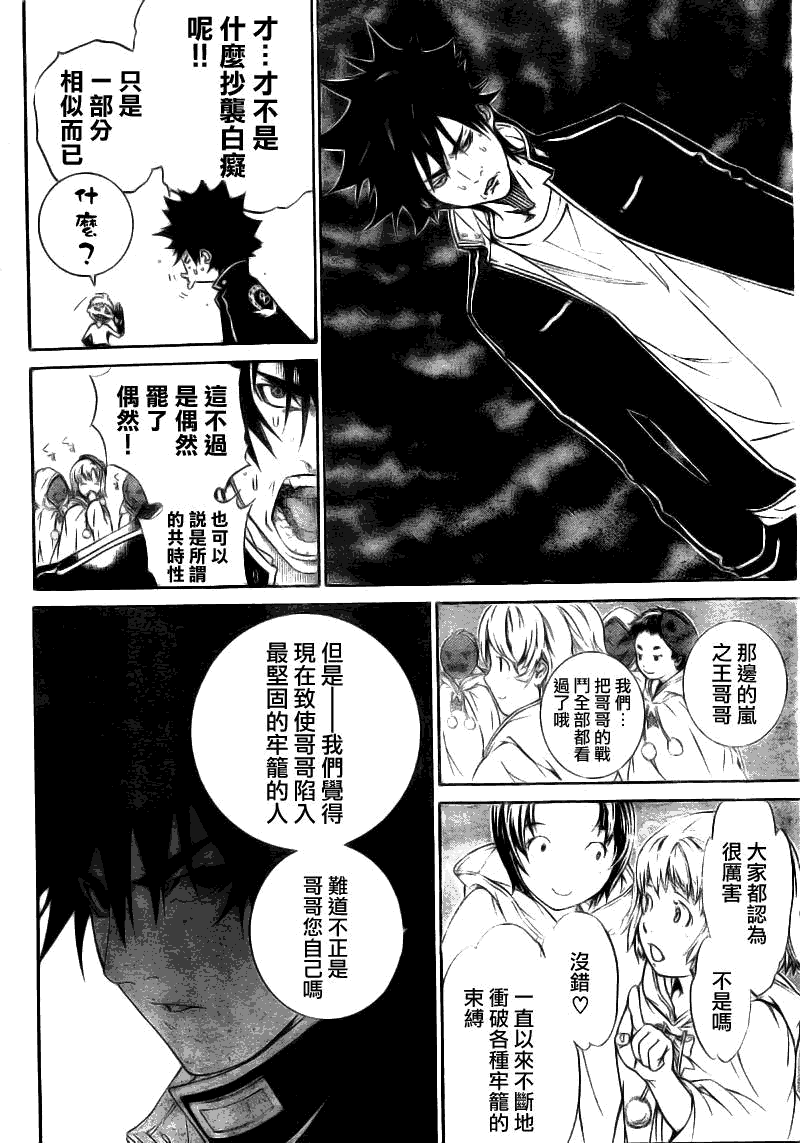 才…才不是
什麼抄襲白癡
呢!!
只是
一部分
相似而已
什麼？
這不過
是偶然
罷了
偶然！
也可以
說是所謂
的共時性
那邊的嵐
之王哥哥
我們…
把哥哥的戰
鬥全部都看
過了哦
大家都認為
很厲害
不是嗎
沒錯♡
一直以來不斷地
衝破各種牢籠的
束縛
但是——我們覺得
現在致使哥哥陷入
最堅固的牢籠的人
難道不正是
哥哥您自己嗎